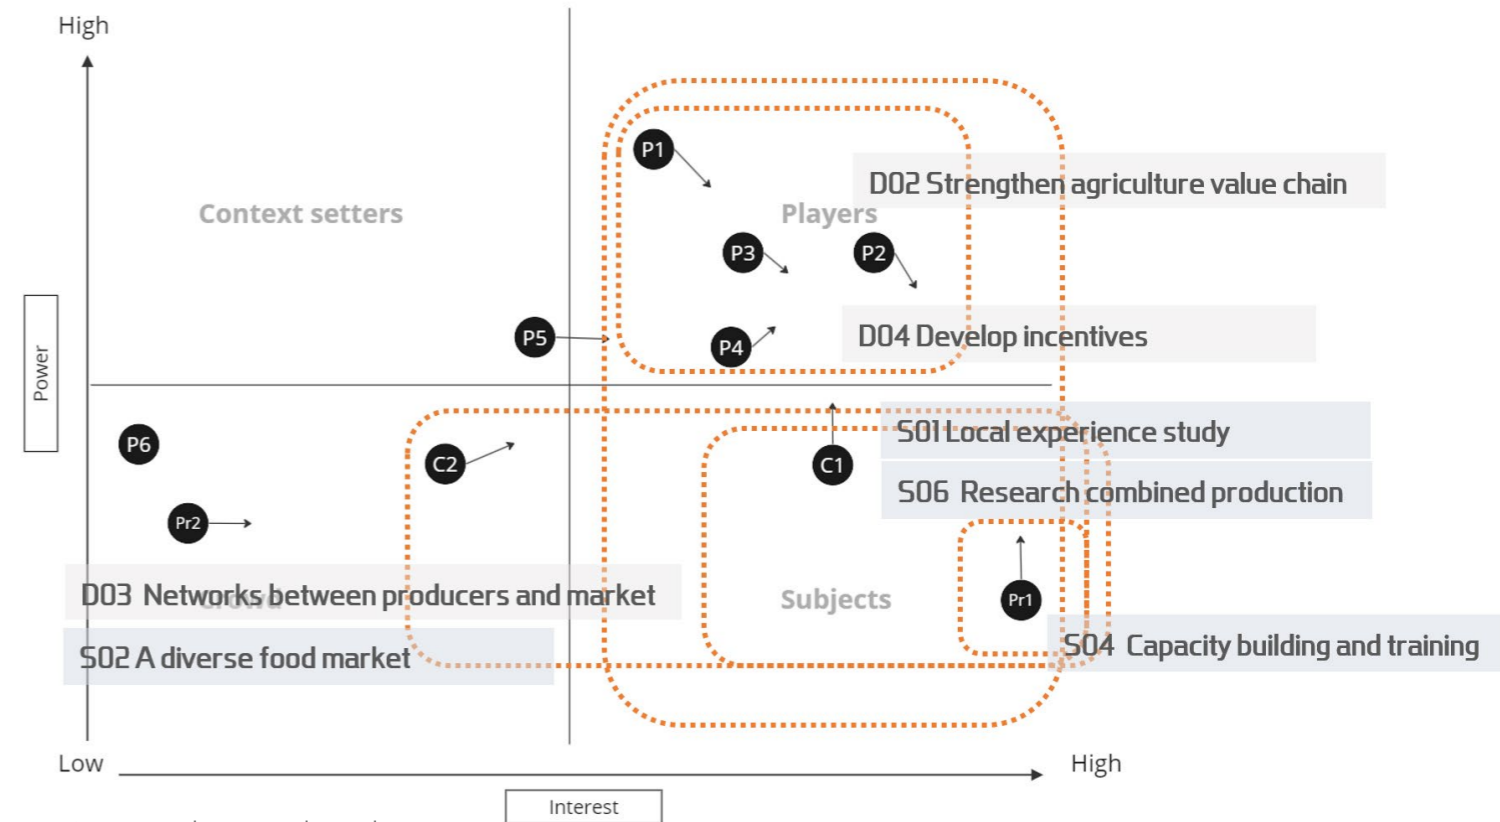 High
P1
D02 Strengthen agriculture value chain
Context setters
Players
P3
P2
P5
P4
D04 Develop incentives
Power
P6
C2
C1
S01 Local experience study
S06 Research combined production
Pr2
D03 Networks between producers and market
Subjects
Pr1
S02 A diverse food market
S04 Capacity building and training
Low
High
Interest